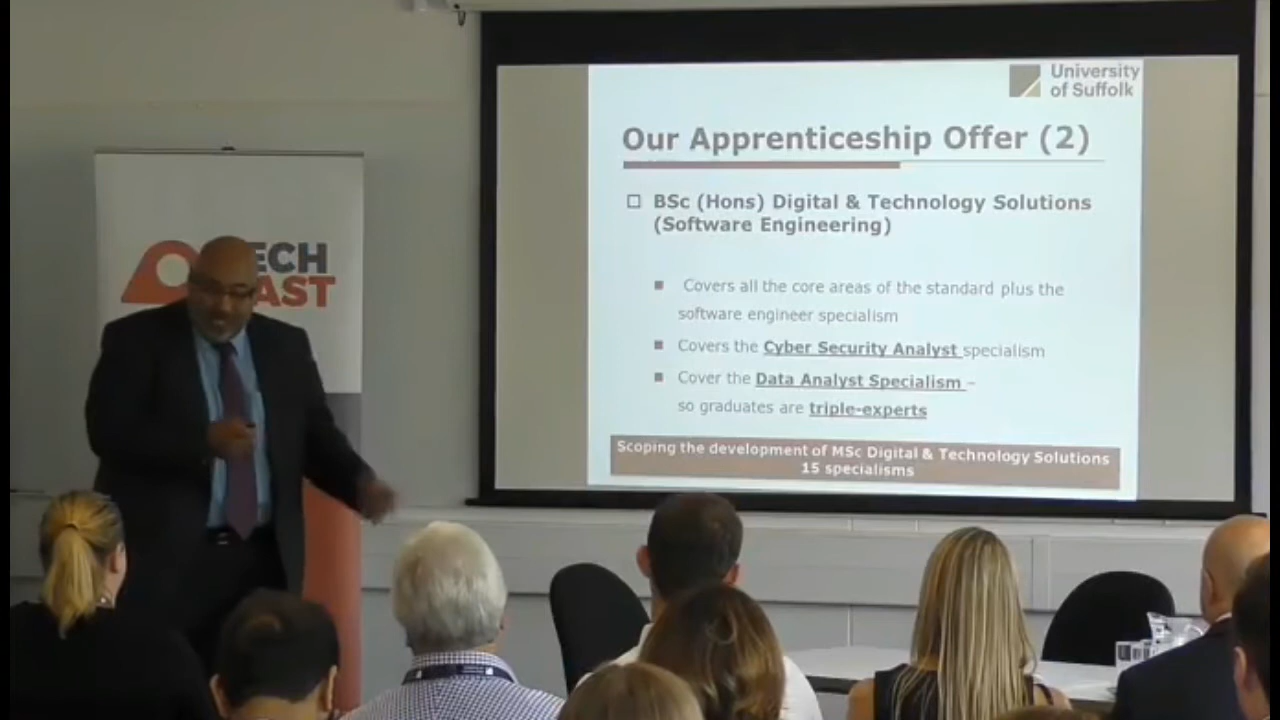 University
of Suffolk
Our Apprenticeship Offer (2)
BSc (Hons) Digital & Technology Solutions
(Software Engineering)
Covers all the core areas of the standard plus the
software engineer specialism
Covers the Cyber Security Analyst specialism
Cover the Data Analyst Specialism –
so graduates are triple-experts
Scoping the development of MSc Digital & Technology Solutions
15 specialisms
ECH
AST